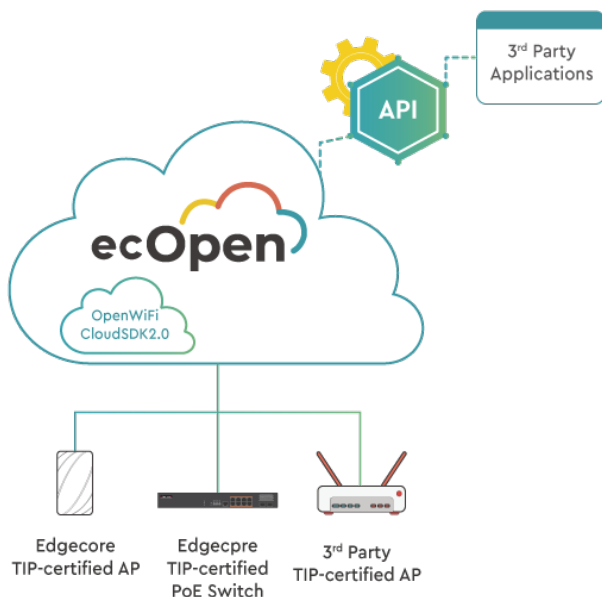 3rd Party
Applications
API
ecOpen
OpenWiFi
CloudSDK2.0
Edgecore
TIP-certified AP
Edgecpre
TIP-certified
PoE Switch
3rd Party
TIP-certified AP